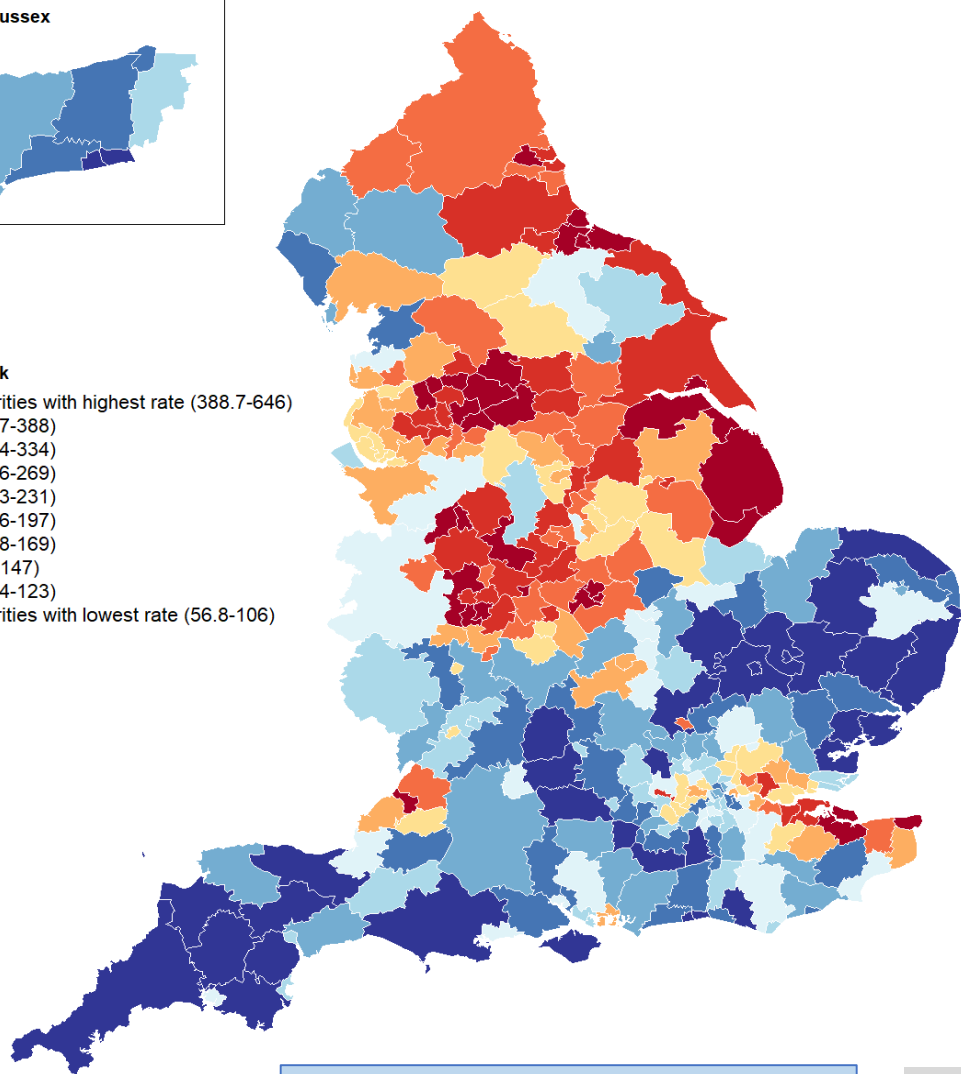 ussex
k
rities with highest rate (388.7-646)
7-388)
4-334)
6-269)
3-231)
6-197)
8-169)
147)
4-123)
rities with lowest rate (56.8-106)